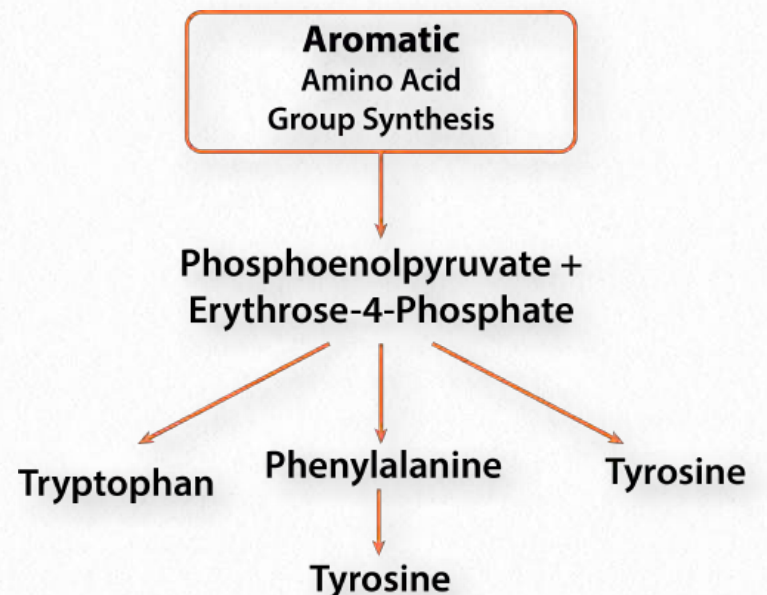 Aromatic
Amino Acid
Group Synthesis
Phosphoenolpyruvate +
Erythrose-4-Phosphate
Tryptophan
Phenylalanine
Tyrosine
Tyrosine